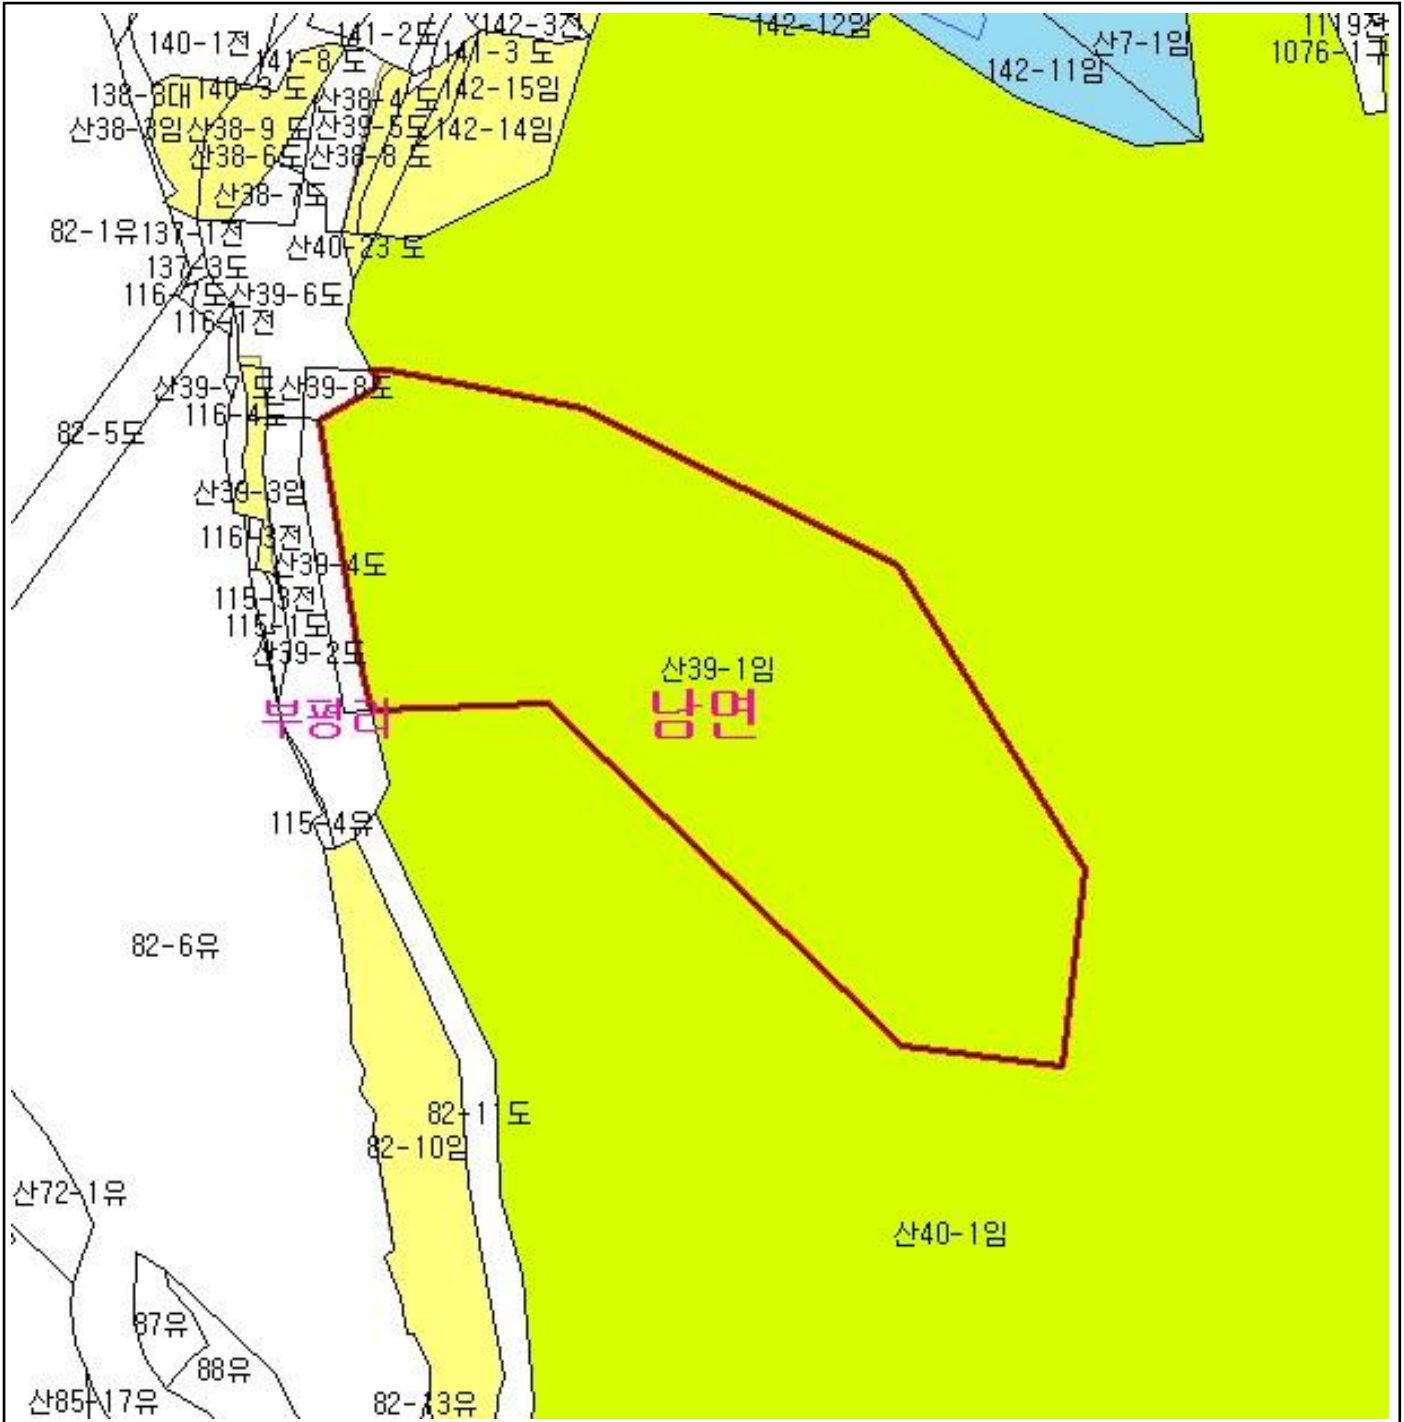 142-3전
142-12임
1119전
140-1전
141-2도
141-8 도
141-3 도
산7-1임
1076-1구
142-11임
138-3대
140-3 도
산38-4 도
142-15임
산38-3임
산38-9 도
산39-5도
142-14임
산38-6도
산38-8 도
산38-7도
82-1유
137-1전
산40-23 도
137-3도
116-7도
산39-6도
116-1전
산39-7 도
산39-8도
116-4도
82-5도
산39-3임
116-3전
산39-4도
115-3전
115-1도
산39-2도
산39-1임
부평리
남면
115-4유
82-6유
82-1 도
82-10임
산72-1유
산40-1임
87유
88유
산85-17유
82-13유